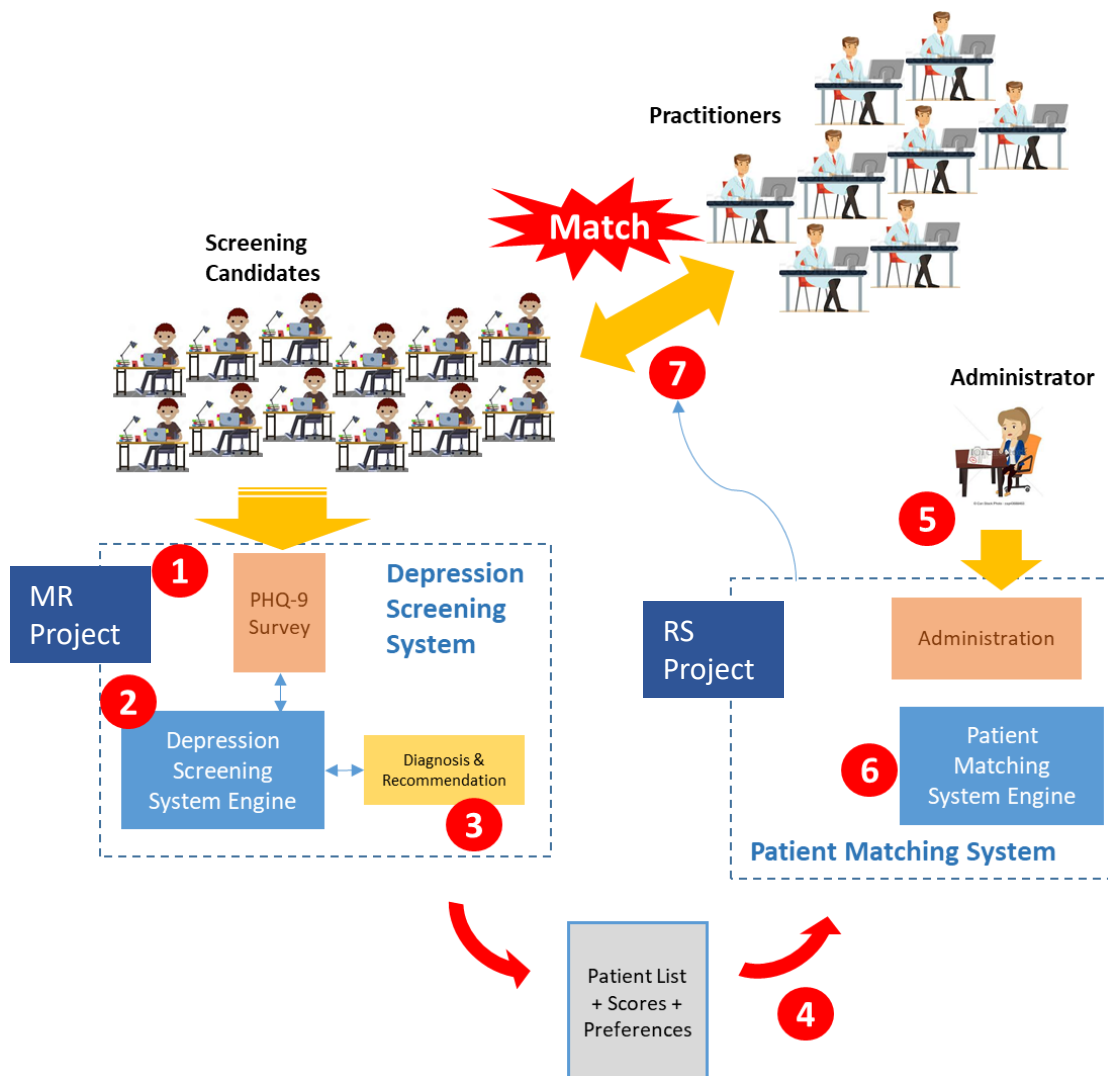 Practitioners
Match
Screening
Candidates
7
Administrator
5
1
MR
Project
PHQ-9
Survey
Depression
Screening
System
RS
Project
Administration
2
Depression
Screening
System Engine
Diagnosis &
Recommendation
3
6
Patient
Matching
System Engine
Patient Matching System
Patient List
+ Scores +
Preferences
4